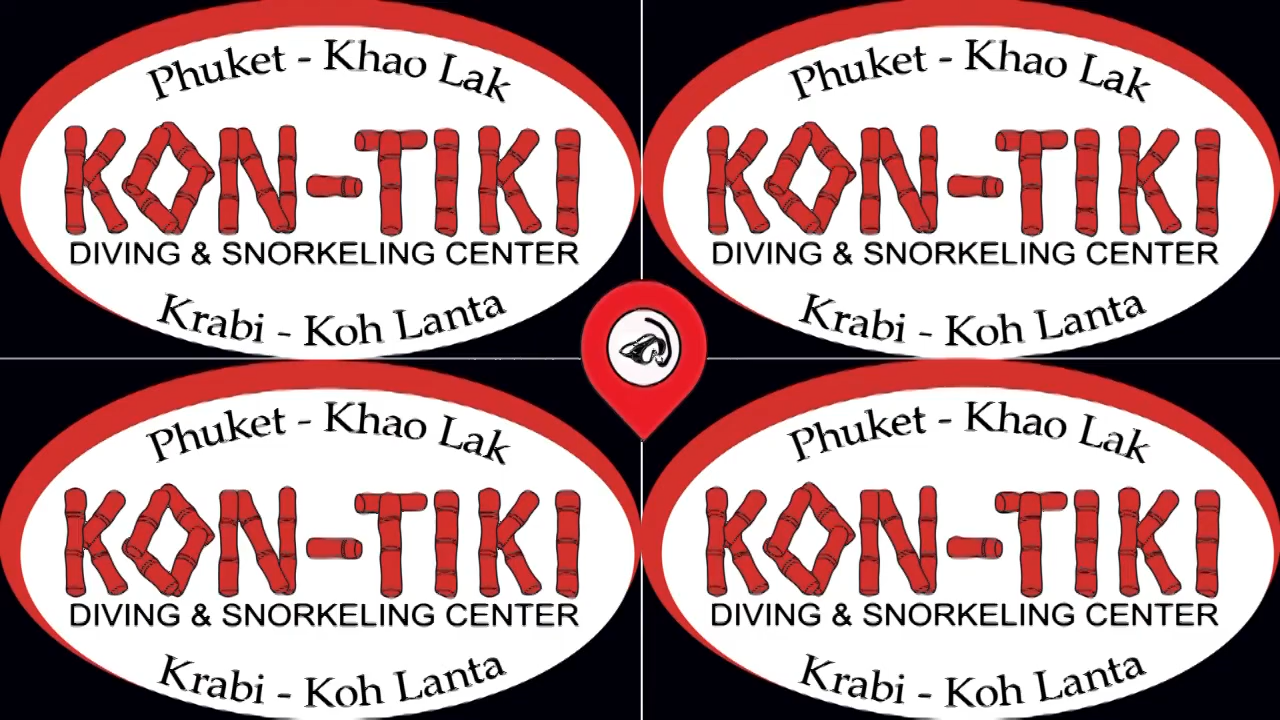 Phuket - Khao Lak
KON-TIKI
DIVING & SNORKELING CENTER
Krabi - Koh Lanta
Phuket - Khao Lak
KON-TIKI
DIVING & SNORKELING CENTER
Krabi - Koh Lanta
Phuket - Khao Lak
KON-TIKI
DIVING & SNORKELING CENTER
Krabi - Koh Lanta
Phuket - Khao Lak
KON-TIKI
DIVING & SNORKELING CENTER
Krabi - Koh Lanta